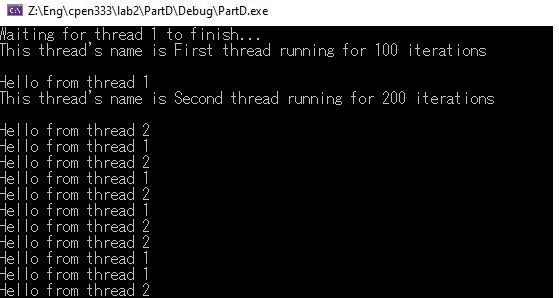 Z:\Eng\cpen333\lab2\PartD\Debug\PartD.exe
Waiting for thread 1 to finish...
This thread's name is First thread running for 100 iterations
Hello from thread 1
This thread's name is Second thread running for 200 iterations
Hello from thread 2
Hello from thread 1
Hello from thread 2
Hello from thread 1
Hello from thread 2
Hello from thread 1
Hello from thread 2
Hello from thread 2
Hello from thread 1
Hello from thread 1
Hello from thread 2